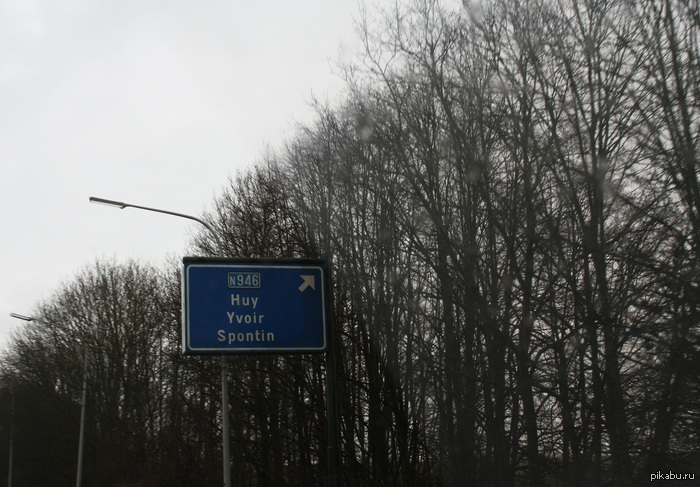 N946
Huy
Yvoir
Spontin
pikabu.ru